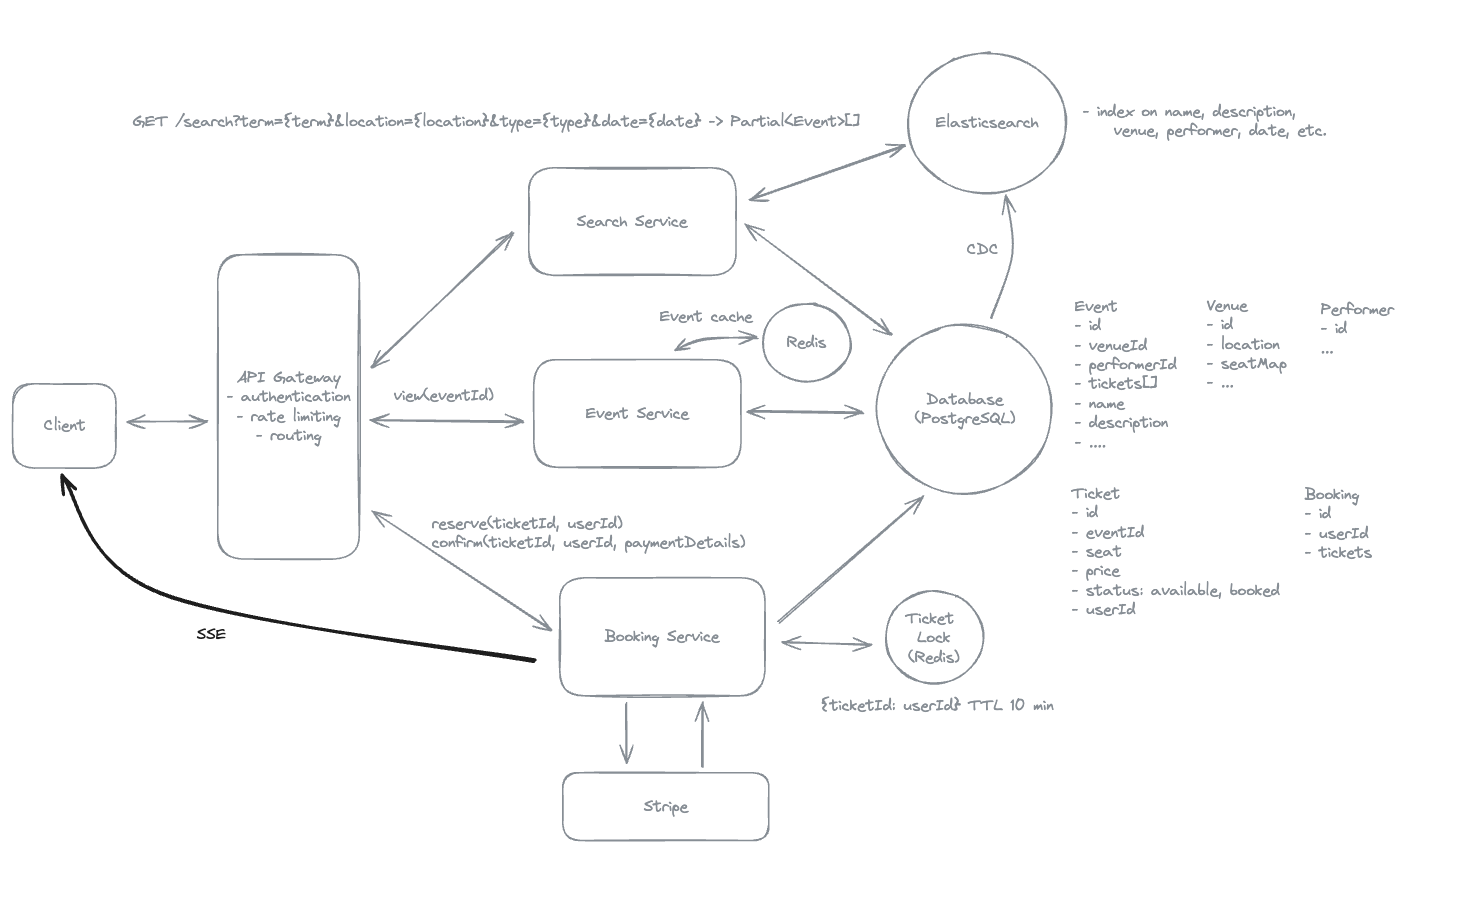 GET /search?term={term}&location={location}&type={type}&date={date} -> Partial<Event>[]
Elasticsearch
- index on name, description,
venue, performer, date, etc.
Search Service
CDC
Event cache
Redis
API Gateway
- authentication
- rate limiting
- routing
Client
view(eventId)
Event Service
Database
(PostgreSQL)
Event
- id
- venueId
- performerId
- tickets[]
- name
- description
- ....
Venue
- id
- location
- seatMap
- ...
Performer
- id
...
reserve(ticketId, userId)
confirm(ticketId, userId, paymentDetails)
Ticket
- id
- eventId
- seat
- price
- status: available, booked
- userId
Booking
- id
- userId
- tickets
SSE
Booking Service
Ticket
Lock
(Redis)
{ticketId: userId} TTL 10 min
Stripe